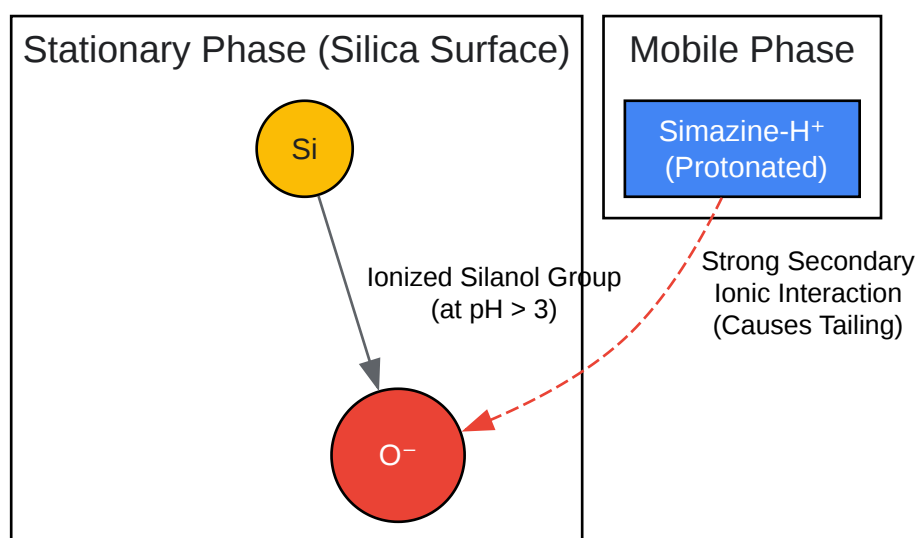 Stationary Phase (Silica Surface)
Mobile Phase
Si
Simazine-H⁺
(Protonated)
Ionized Silanol Group
(at pH > 3)
Strong Secondary
Ionic Interaction
(Causes Tailing)
O⁻